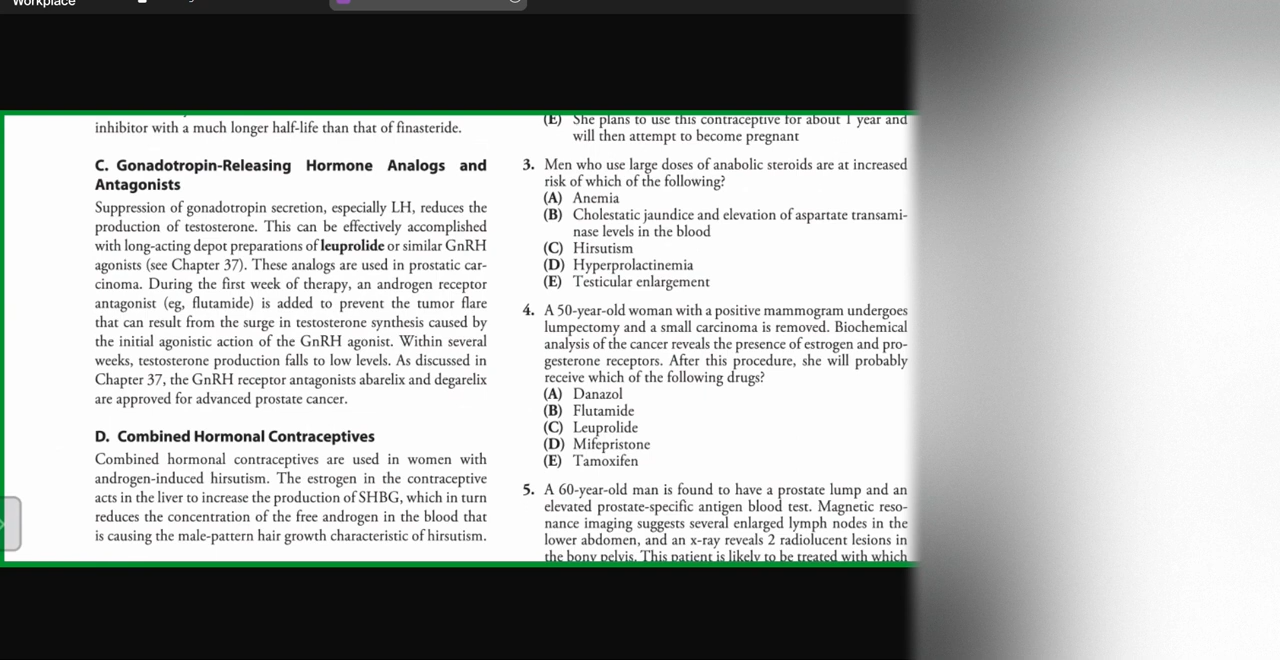 Workplace
inhibitor with a much longer half-life than that of finasteride.
C. Gonadotropin-Releasing Hormone Analogs and
Antagonists
Suppression of gonadotropin secretion, especially LH, reduces the
production of testosterone. This can be effectively accomplished
with long-acting depot preparations of leuprolide or similar GnRH
agonists (see Chapter 37). These analogs are used in prostatic car-
cinoma. During the first week of therapy, an androgen receptor
antagonist (eg, flutamide) is added to prevent the tumor flare
that can result from the surge in testosterone synthesis caused by
the initial agonistic action of the GnRH agonist. Within several
weeks, testosterone production falls to low levels. As discussed in
Chapter 37, the GnRH receptor antagonists abarelix and degarelix
are approved for advanced prostate cancer.
D. Combined Hormonal Contraceptives
Combined hormonal contraceptives are used in women with
androgen-induced hirsutism. The estrogen in the contraceptive
acts in the liver to increase the production of SHBG, which in turn
reduces the concentration of the free androgen in the blood that
is causing the male-pattern hair growth characteristic of hirsutism.
(E) She plans to use this contraceptive for about 1 year and
will then attempt to become pregnant
3. Men who use large doses of anabolic steroids are at increased
risk of which of the following?
(A) Anemia
(B) Cholestatic jaundice and elevation of aspartate transami-
nase levels in the blood
(C) Hirsutism
(D) Hyperprolactinemia
(E) Testicular enlargement
4. A 50-year-old woman with a positive mammogram undergoes
lumpectomy and a small carcinoma is removed. Biochemical
analysis of the cancer reveals the presence of estrogen and pro-
gesterone receptors. After this procedure, she will probably
receive which of the following drugs?
(A) Danazol
(B) Flutamide
(C) Leuprolide
(D) Mifepristone
(E) Tamoxifen
5. A 60-year-old man is found to have a prostate lump and an
elevated prostate-specific antigen blood test. Magnetic reso-
nance imaging suggests several enlarged lymph nodes in the
lower abdomen, and an x-ray reveals 2 radiolucent lesions in
the bony pelvis. This patient is likely to be treated with which